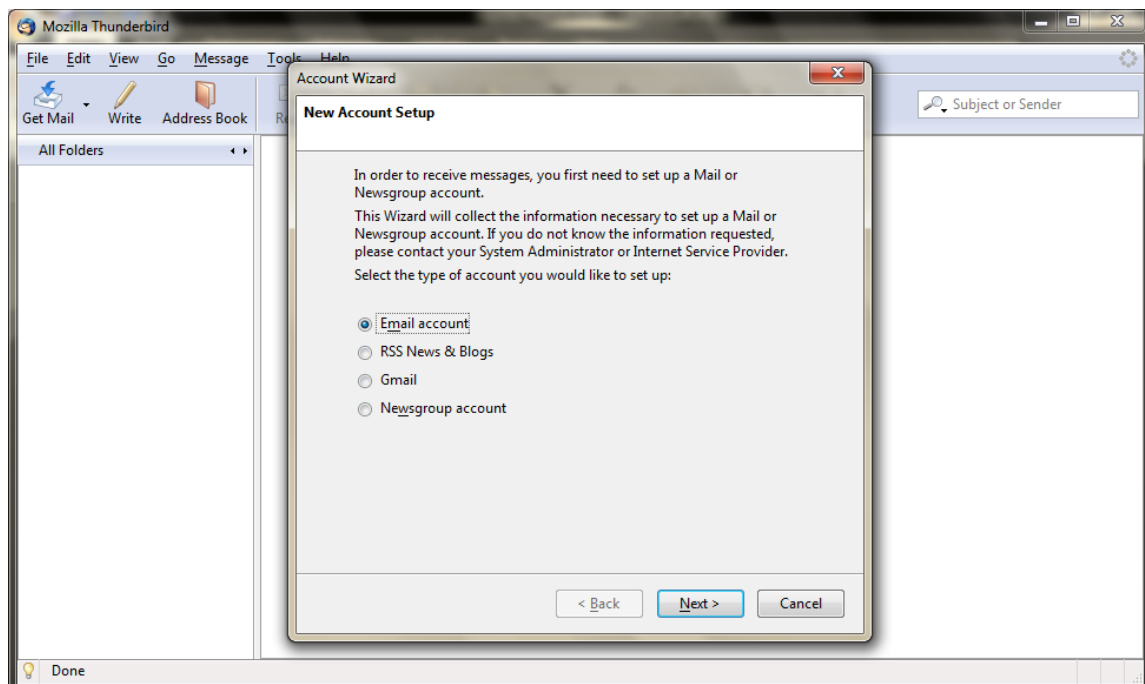 Mozilla Thunderbird
File Edit View Go Message Tools Help
Get Mail Write Address Book
Subject or Sender
All Folders
Account Wizard
New Account Setup
In order to receive messages, you first need to set up a Mail or
Newsgroup account.
This Wizard will collect the information necessary to set up a Mail or
Newsgroup account. If you do not know the information requested,
please contact your System Administrator or Internet Service Provider.
Select the type of account you would like to set up:
Email account
RSS News & Blogs
Gmail
Newsgroup account
< Back Next > Cancel
Done